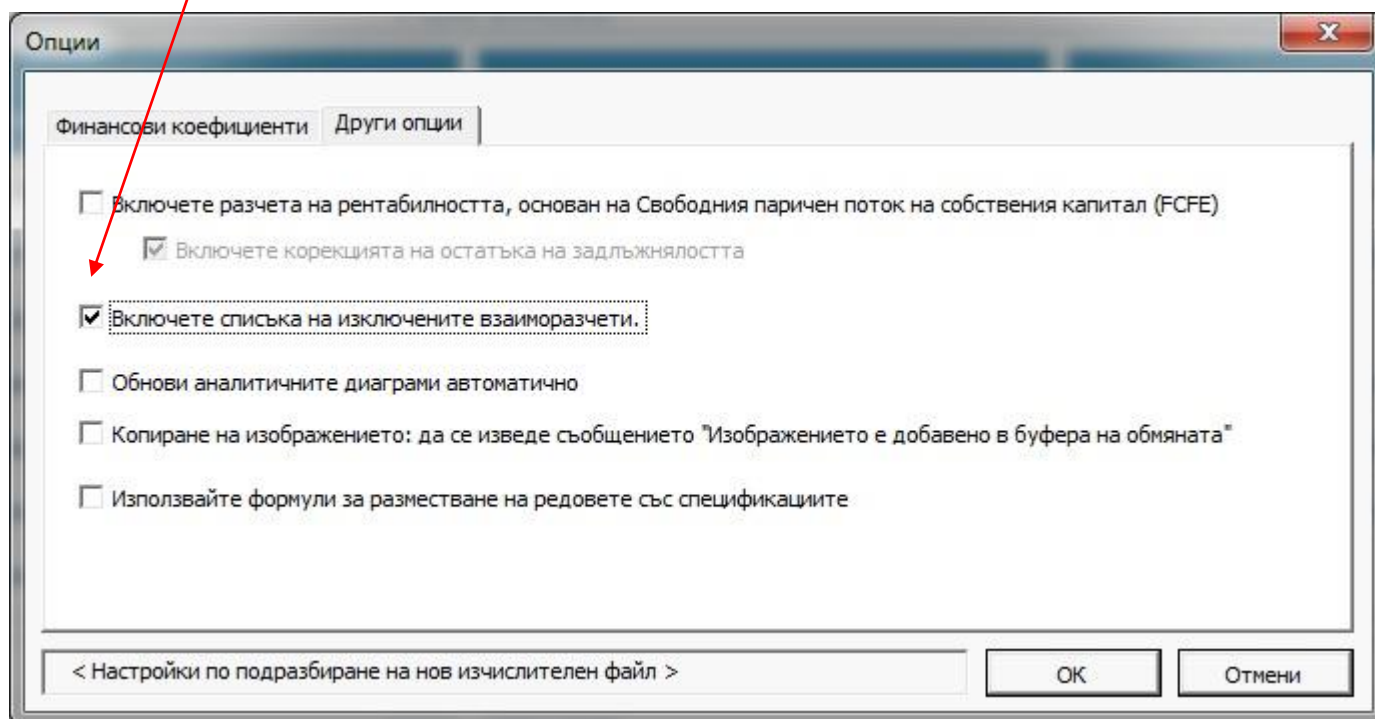 Опции
X
Финансови коефициенти
Други опции
Включете разчета на рентабилността, основан на Свободния паричен поток на собствения капитал (FCFE)
Включете корекцията на остатъка на задлъжнялостта
Включете списъка на изключените взаиморазчети.
Обнови аналитичните диаграми автоматично
Копиране на изображението: да се изведе съобщението "Изображението е добавено в буфера на обмяната"
Използвайте формули за разместване на редовете със спецификациите
< Настройки по подразбиране на нов изчислителен файл >
ОК
Отмени